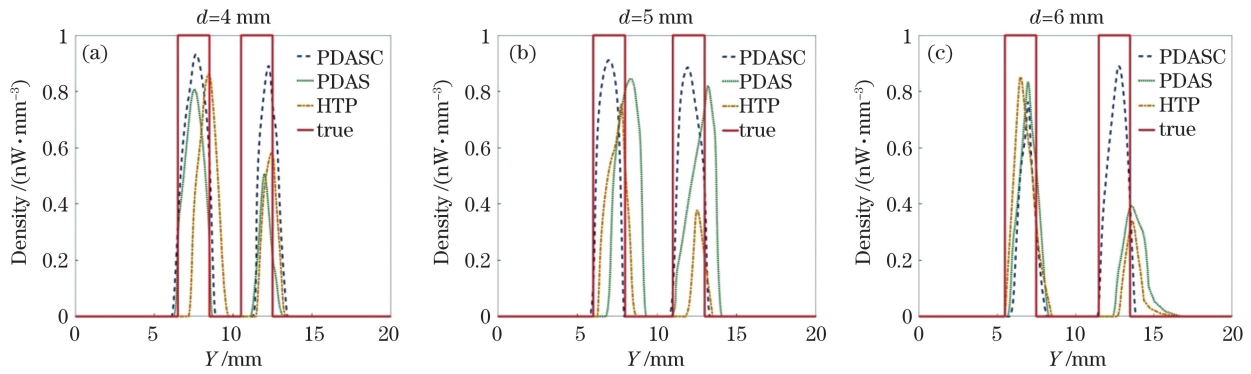 d=4 mm
(a)
PDASC
PDAS
HTP
true
Density /(nW·mm⁻³)
1
0.8
0.6
0.4
0.2
0
0 5 10 15 20
Y /mm
d=5 mm
(b)
PDASC
PDAS
HTP
true
Density /(nW·mm⁻³)
1
0.8
0.6
0.4
0.2
0
0 5 10 15 20
Y /mm
d=6 mm
(c)
PDASC
PDAS
HTP
true
Density /(nW·mm⁻³)
1
0.8
0.6
0.4
0.2
0
0 5 10 15 20
Y /mm